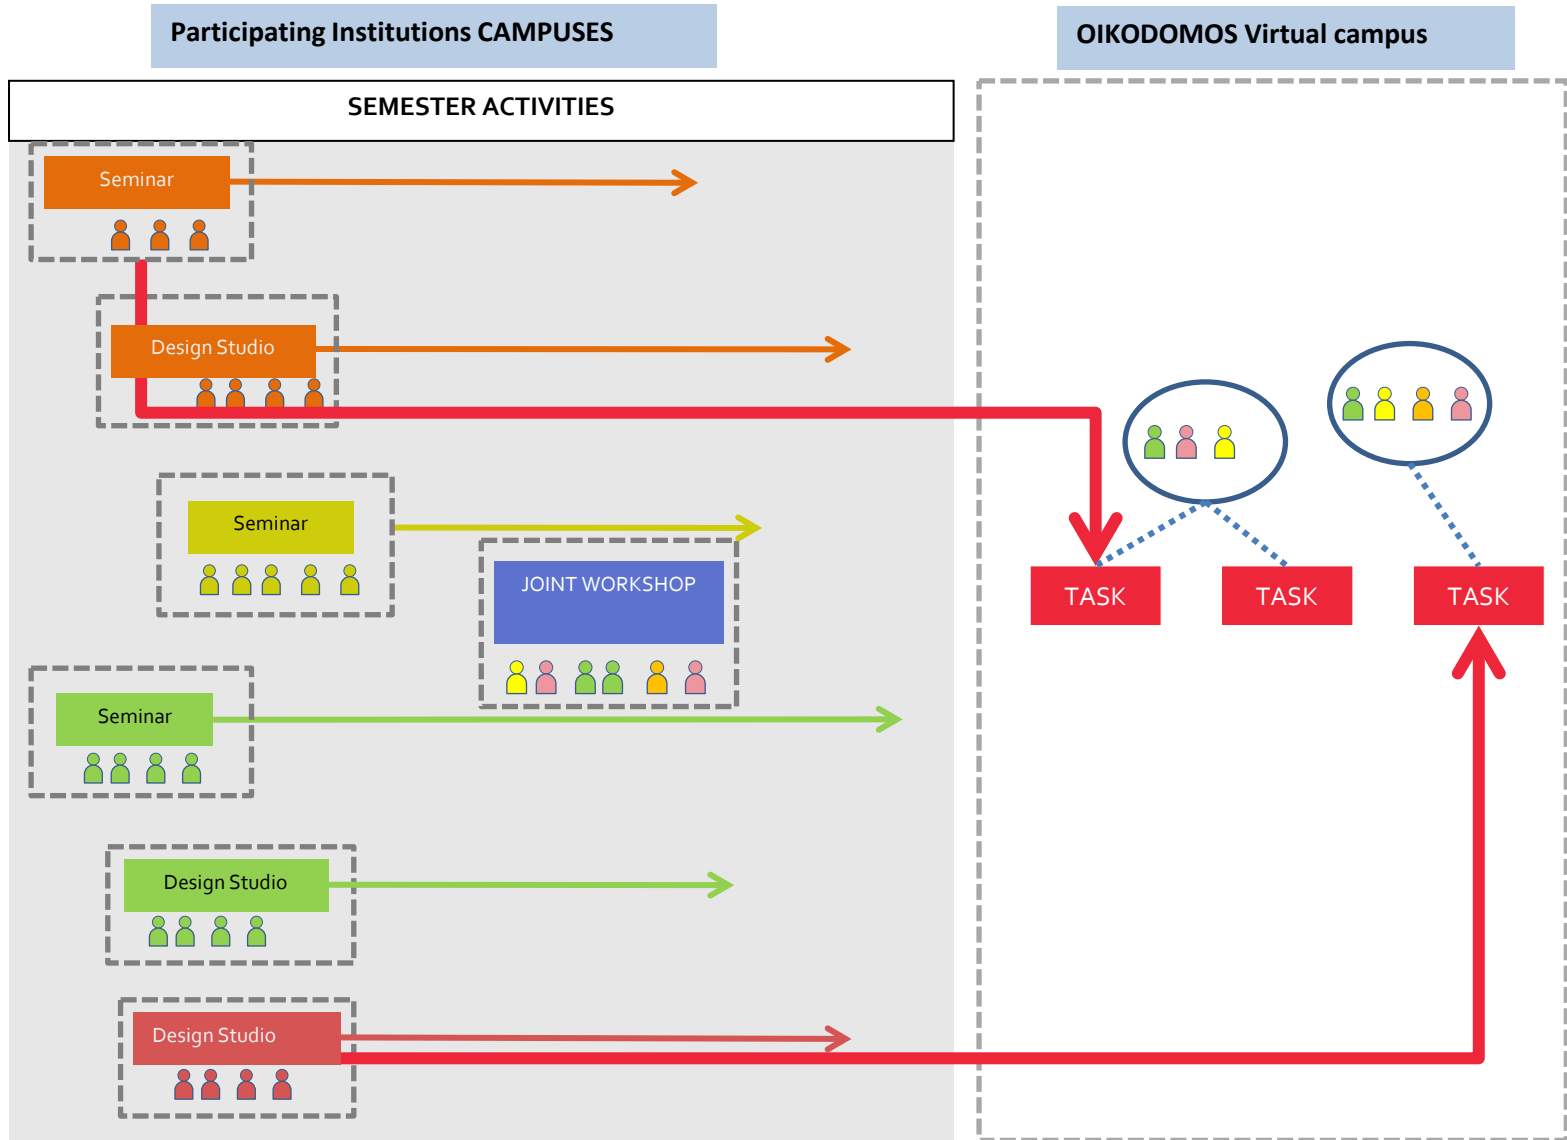 Participating Institutions CAMPUSES
OIKODOMOS Virtual campus
SEMESTER ACTIVITIES
Seminar
Design Studio
Seminar
JOINT WORKSHOP
TASK
TASK
TASK
Seminar
Design Studio
Design Studio